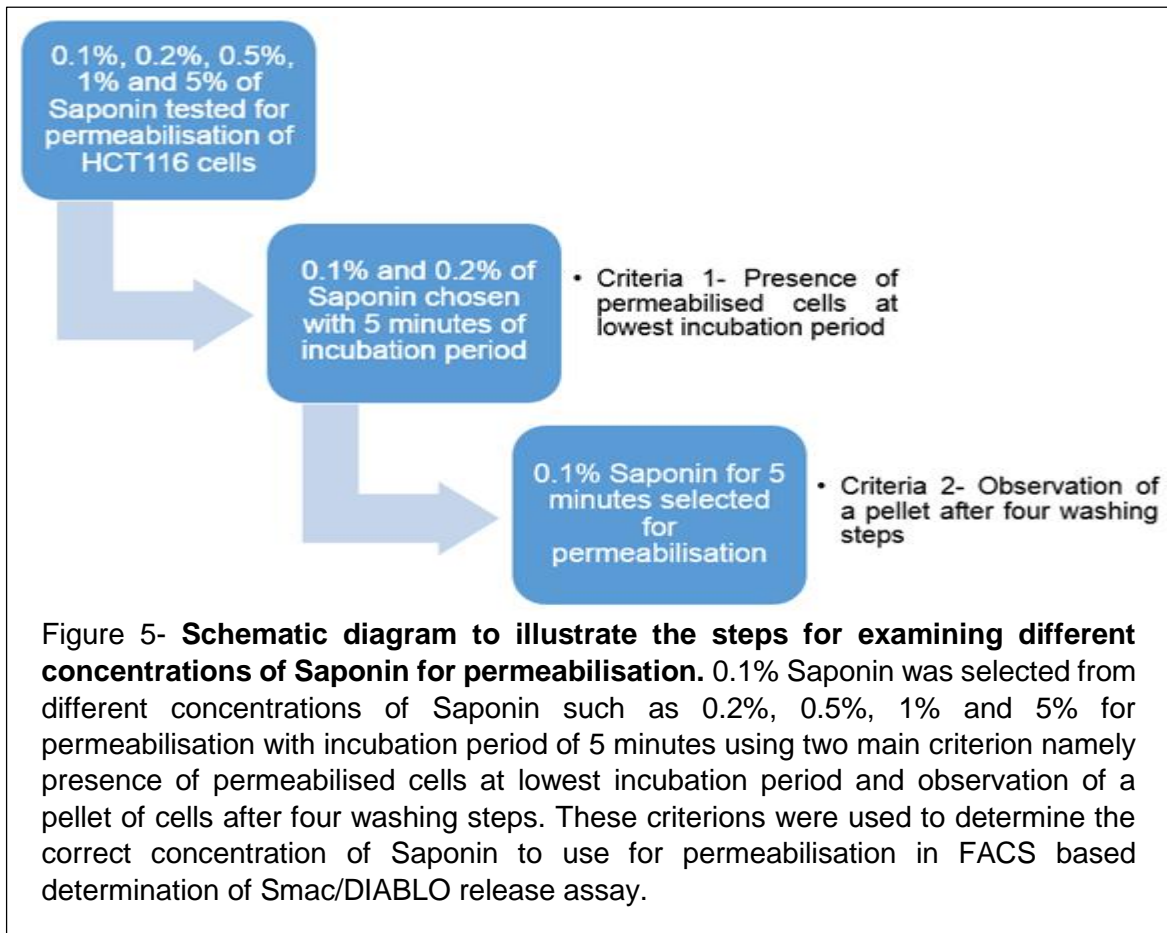 0.1%, 0.2%, 0.5%,
1% and 5% of
Saponin tested for
permeabilisation of
HCT116 cells
0.1% and 0.2% of
Saponin chosen
with 5 minutes of
incubation period
• Criteria 1- Presence of
permeabilised cells at
lowest incubation period
0.1% Saponin for 5
minutes selected
for
permeabilisation
• Criteria 2- Observation of
a pellet after four washing
steps
Figure 5- Schematic diagram to illustrate the steps for examining different
concentrations of Saponin for permeabilisation. 0.1% Saponin was selected from
different concentrations of Saponin such as 0.2%, 0.5%, 1% and 5% for
permeabilisation with incubation period of 5 minutes using two main criterion namely
presence of permeabilised cells at lowest incubation period and observation of a
pellet of cells after four washing steps. These criterions were used to determine the
correct concentration of Saponin to use for permeabilisation in FACS based
determination of Smac/DIABLO release assay.